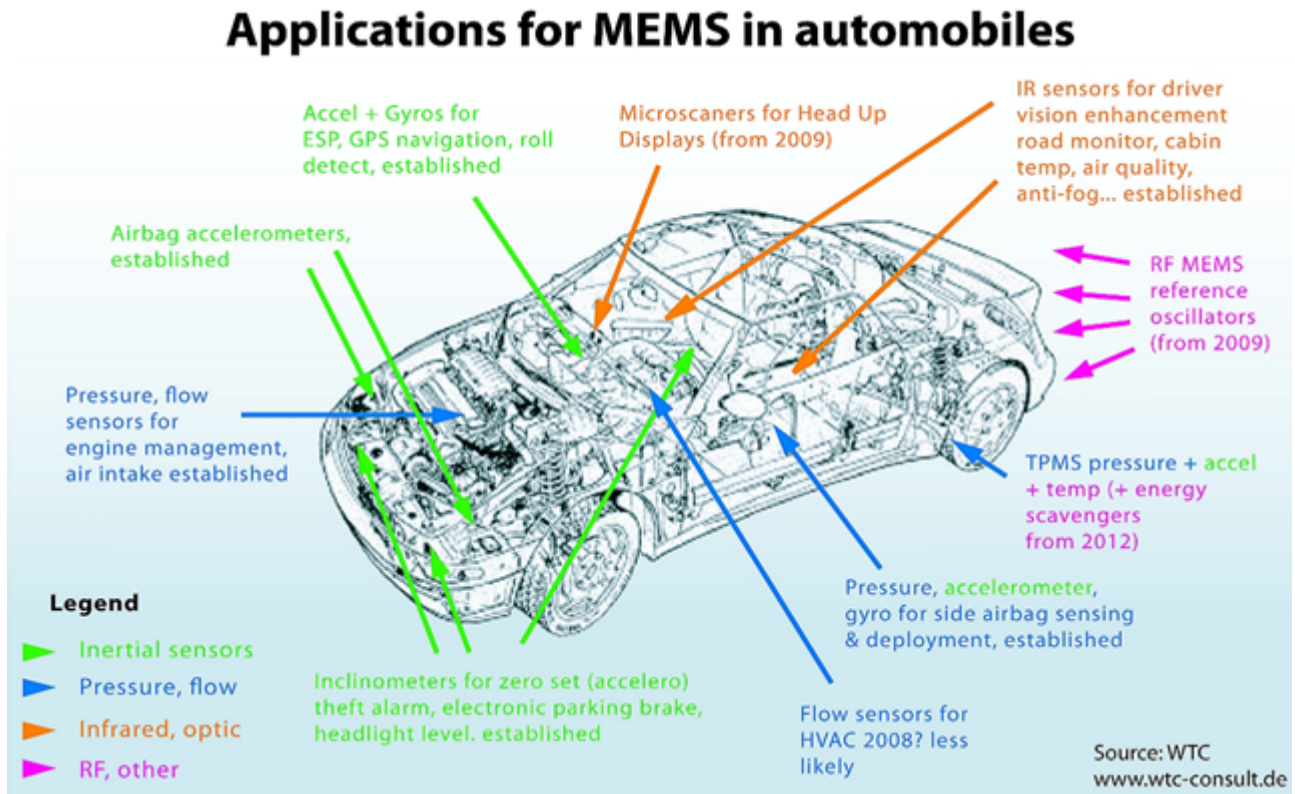 Applications for MEMS in automobiles
Accel + Gyros for
ESP, GPS navigation, roll
detect, established
Microscaners for Head Up
Displays (from 2009)
IR sensors for driver
vision enhancement
road monitor, cabin
temp, air quality,
anti-fog... established
Airbag accelerometers,
established
RF MEMS
reference
oscillators
(from 2009)
Pressure, flow
sensors for
engine management,
air intake established
TPMS pressure + accel
+ temp (+ energy
scavengers
from 2012)
Pressure, accelerometer,
gyro for side airbag sensing
& deployment, established
Legend
Inertial sensors
Pressure, flow
Infrared, optic
RF, other
Inclinometers for zero set (accelero)
theft alarm, electronic parking brake,
headlight level. established
Flow sensors for
HVAC 2008? less
likely
Source: WTC
www.wtc-consult.de